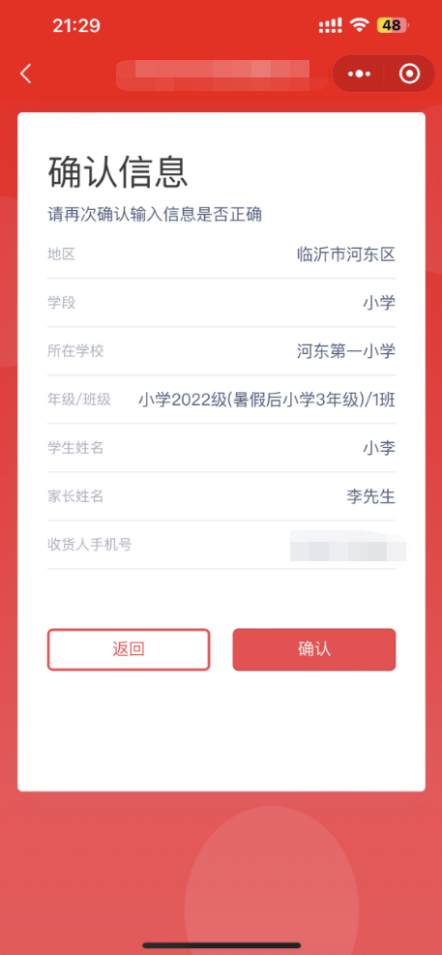 21:29
48
确认信息
请再次确认输入信息是否正确
地区 临沂市河东区
学段 小学
所在学校 河东第一小学
年级/班级 小学2022级(暑假后小学3年级)/1班
学生姓名 小李
家长姓名 李先生
收货人手机号
返回 确认